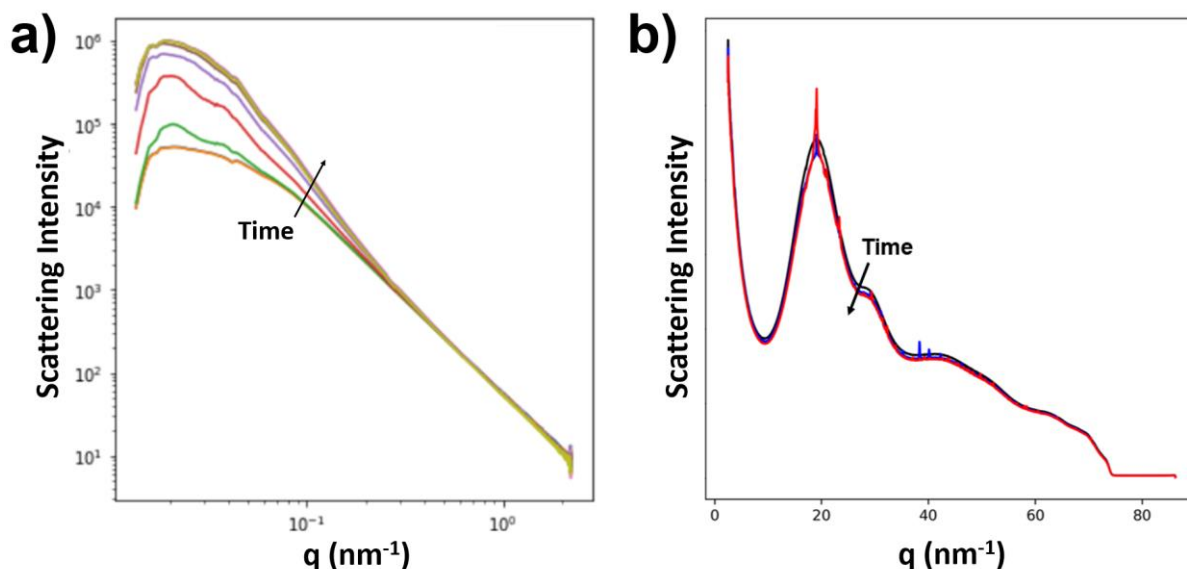 a)
Scattering Intensity
10⁶
10⁵
10⁴
10³
10²
10¹
Time
10⁻¹
10⁰
q (nm⁻¹)
b)
Scattering Intensity
Time
0
20
40
60
80
q (nm⁻¹)